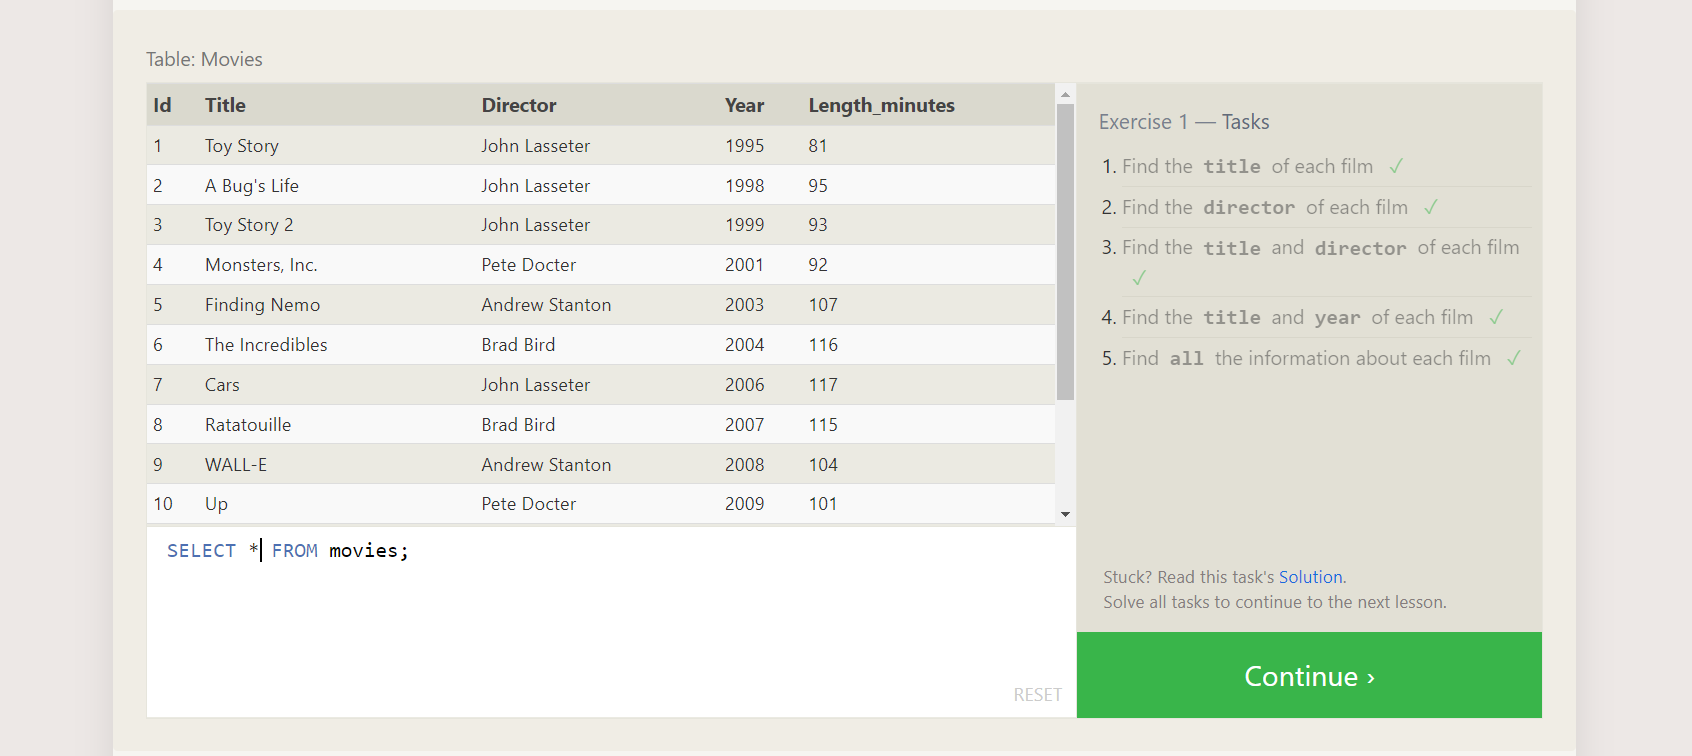 Table: Movies
Id Title Director Year Length_minutes
1 Toy Story John Lasseter 1995 81
2 A Bug's Life John Lasseter 1998 95
3 Toy Story 2 John Lasseter 1999 93
4 Monsters, Inc. Pete Docter 2001 92
5 Finding Nemo Andrew Stanton 2003 107
6 The Incredibles Brad Bird 2004 116
7 Cars John Lasseter 2006 117
8 Ratatouille Brad Bird 2007 115
9 WALL-E Andrew Stanton 2008 104
10 Up Pete Docter 2009 101
SELECT * FROM movies;
RESET
Exercise 1 — Tasks
1. Find the title of each film ✓
2. Find the director of each film ✓
3. Find the title and director of each film
✓
4. Find the title and year of each film ✓
5. Find all the information about each film ✓
Stuck? Read this task's Solution.
Solve all tasks to continue to the next lesson.
Continue ›